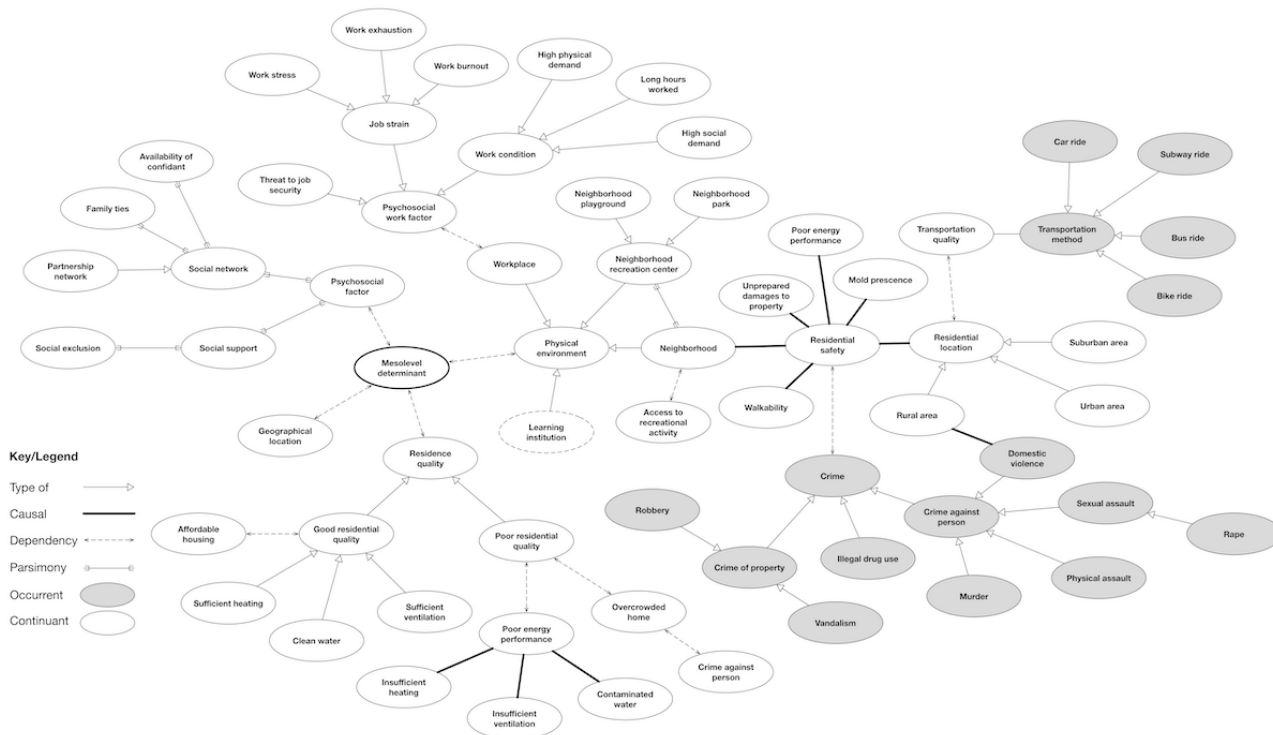 Work exhaustion
High physical
demand
Work stress
Work burnout
Long hours
worked
Job strain
Car ride
High social
demand
Subway ride
Availability of
confidant
Work condition
Threat to job
security
Neighborhood
playground
Neighborhood
park
Family ties
Psychosocial
work factor
Poor energy
performance
Transportation
quality
Transportation
method
Bus ride
Partnership
network
Social network
Workplace
Neighborhood
recreation center
Psychosocial
factor
Unprepared
damages to
property
Mold prescence
Bike ride
Social exclusion
Social support
Physical
environment
Neighborhood
Residential
safety
Residential
location
Suburban area
Mesolevel
determinant
Walkability
Rural area
Urban area
Geographical
location
Learning
institution
Access to
recreational
activity
Key/Legend
Residence
quality
Domestic
violence
Type of
Crime
Causal
Robbery
Crime against
person
Sexual assault
Affordable
housing
Good residential
quality
Poor residential
quality
Rape
Dependency
Illegal drug use
Crime of property
Parsimony
Physical assault
Occurrent
Sufficient heating
Sufficient
ventilation
Overcrowded
home
Murder
Continuant
Clean water
Poor energy
performance
Vandalism
Crime against
person
Insufficient
heating
Contaminated
water
Insufficient
ventilation